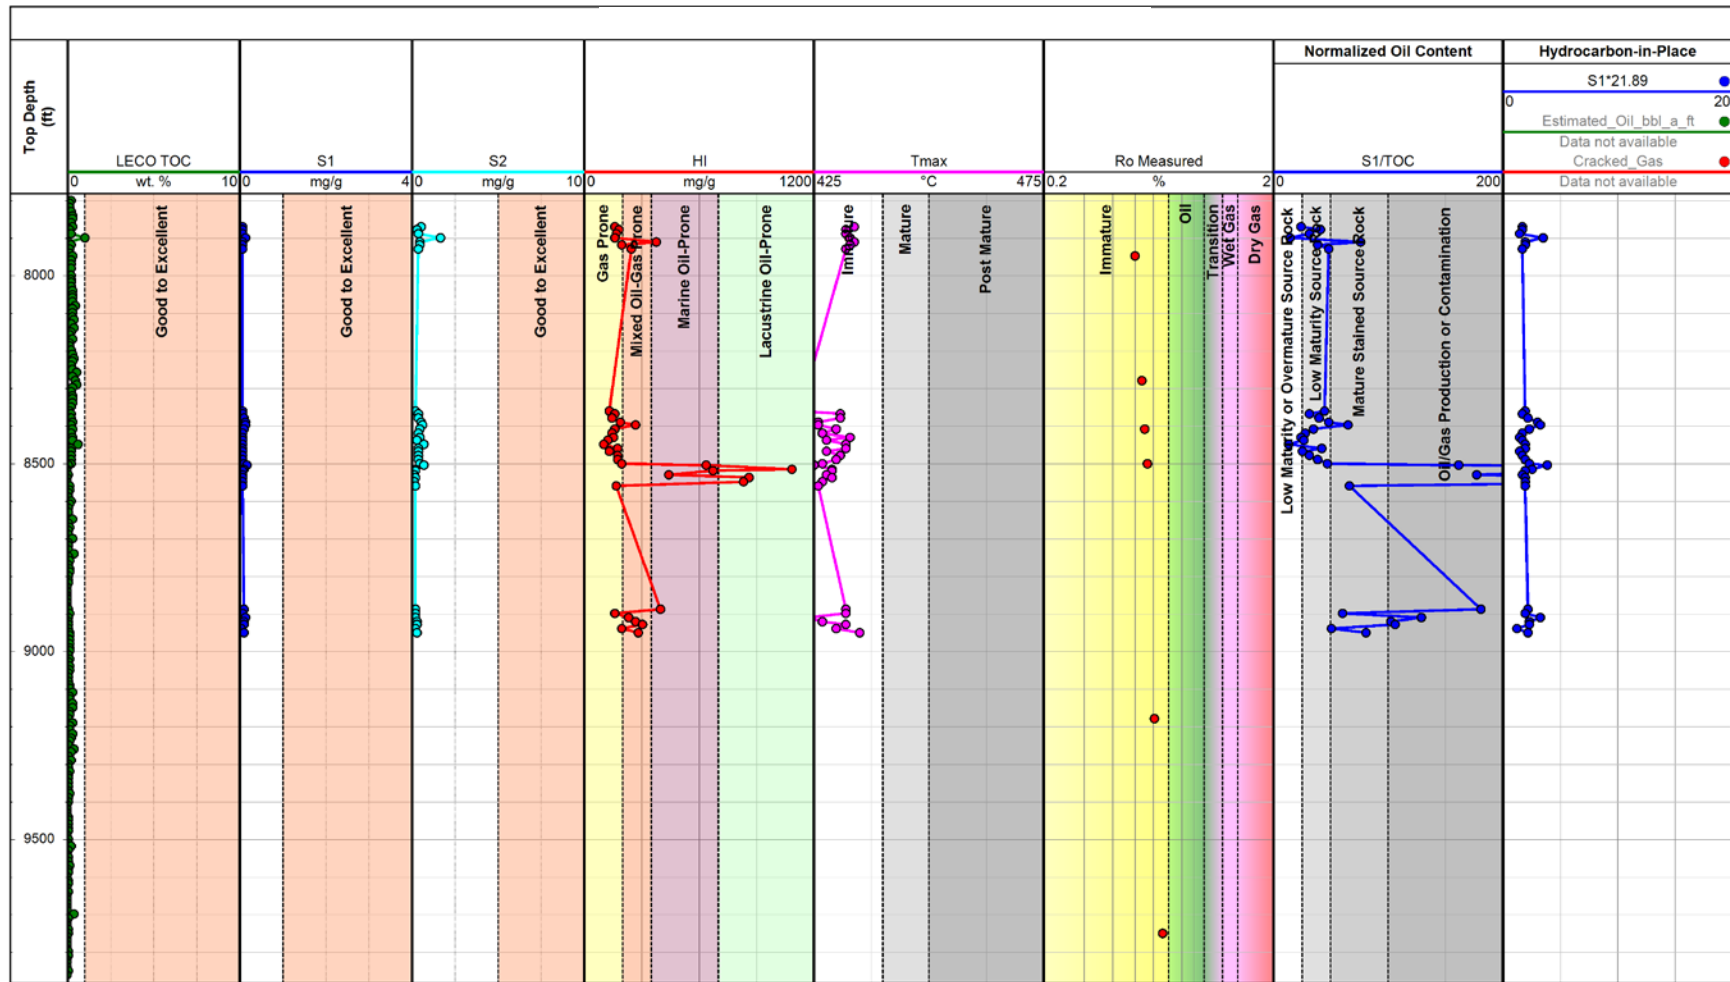 Normalized Oil Content
Hydrocarbon-in-Place
Top Depth
(ft)
S1*21.89
0 20
Estimated_Oil_bbl_a_ft
Data not available
Cracked_Gas
Data not available
LECO TOC
0 wt. % 10
S1
0 mg/g 4
S2
0 mg/g 10
HI
0 mg/g 1200
Tmax
425 °C 475
Ro Measured
0.2 % 2
S1/TOC
0 200
Good to Excellent
Good to Excellent
Good to Excellent
Gas Prone
Mixed Oil-Gas Prone
Marine Oil-Prone
Lacustrine Oil-Prone
Immature
Mature
Post Mature
Immature
Oil
Transition
Wet Gas
Dry Gas
Low Maturity or Overmature Source Rock
Low Maturity Source Rock
Mature Stained Source Rock
Oil/Gas Production or Contamination
8000
8500
9000
9500